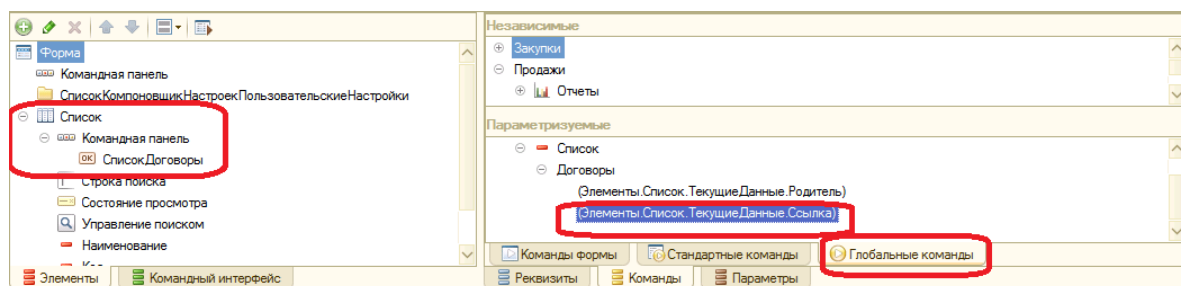 Форма
Командная панель
СписокКомпоновщикНастроекПользовательскиеНастройки
Список
Командная панель
ОК СписокДоговоры
Строка поиска
Состояние просмотра
Управление поиском
Наименование
Элементы
Командный интерфейс
Независимые
Закупки
Продажи
Отчеты
Параметризуемые
Список
Договоры
(Элементы.Список.ТекущиеДанные.Родитель)
(Элементы.Список.ТекущиеДанные.Ссылка)
Команды формы
Стандартные команды
Глобальные команды
Реквизиты
Команды
Параметры